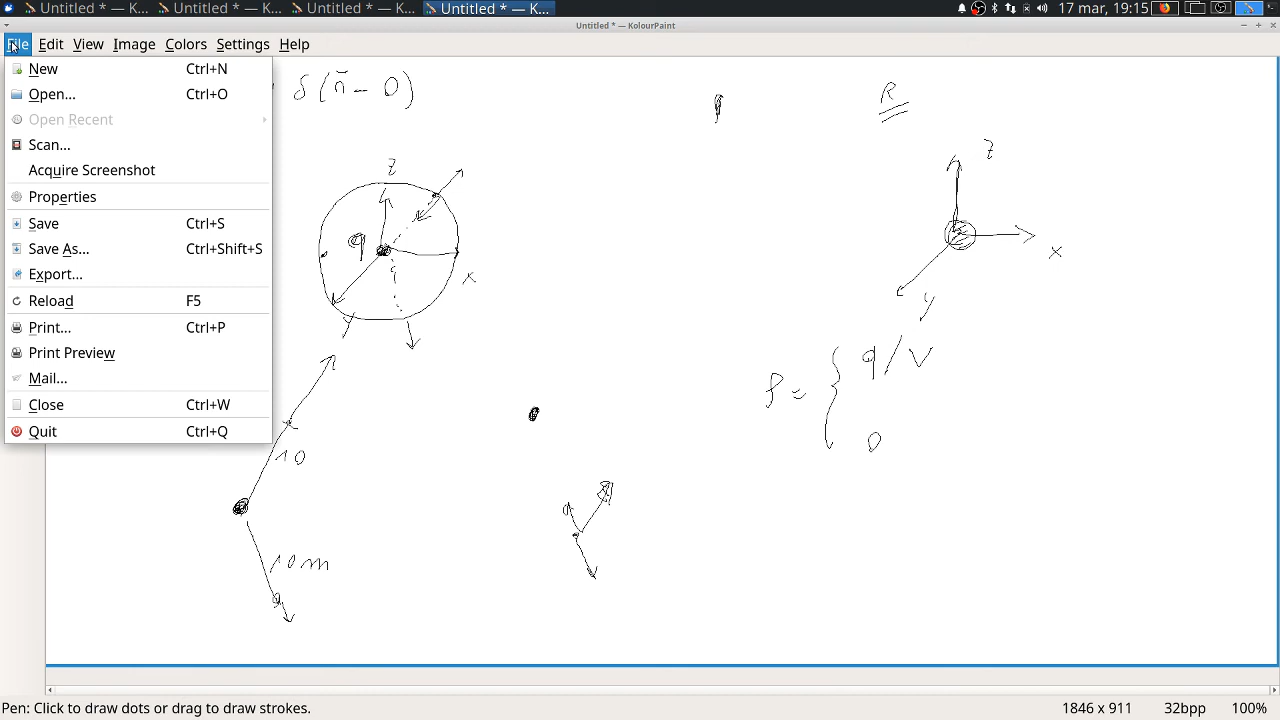 Untitled * — K...
Untitled * — K...
Untitled * — K...
Untitled * — K...
17 mar, 19:15
Untitled * — KolourPaint
File Edit View Image Colors Settings Help
New Ctrl+N
Open... Ctrl+O
Open Recent
Scan...
Acquire Screenshot
Properties
Save Ctrl+S
Save As... Ctrl+Shift+S
Export...
Reload F5
Print... Ctrl+P
Print Preview
Mail...
Close Ctrl+W
Quit Ctrl+Q
δ(n̄ - 0)
R
z
q
x
y
z
x
y
ρ = { q/V
0
10
10m
Pen: Click to draw dots or drag to draw strokes.
1846 x 911
32bpp
100%